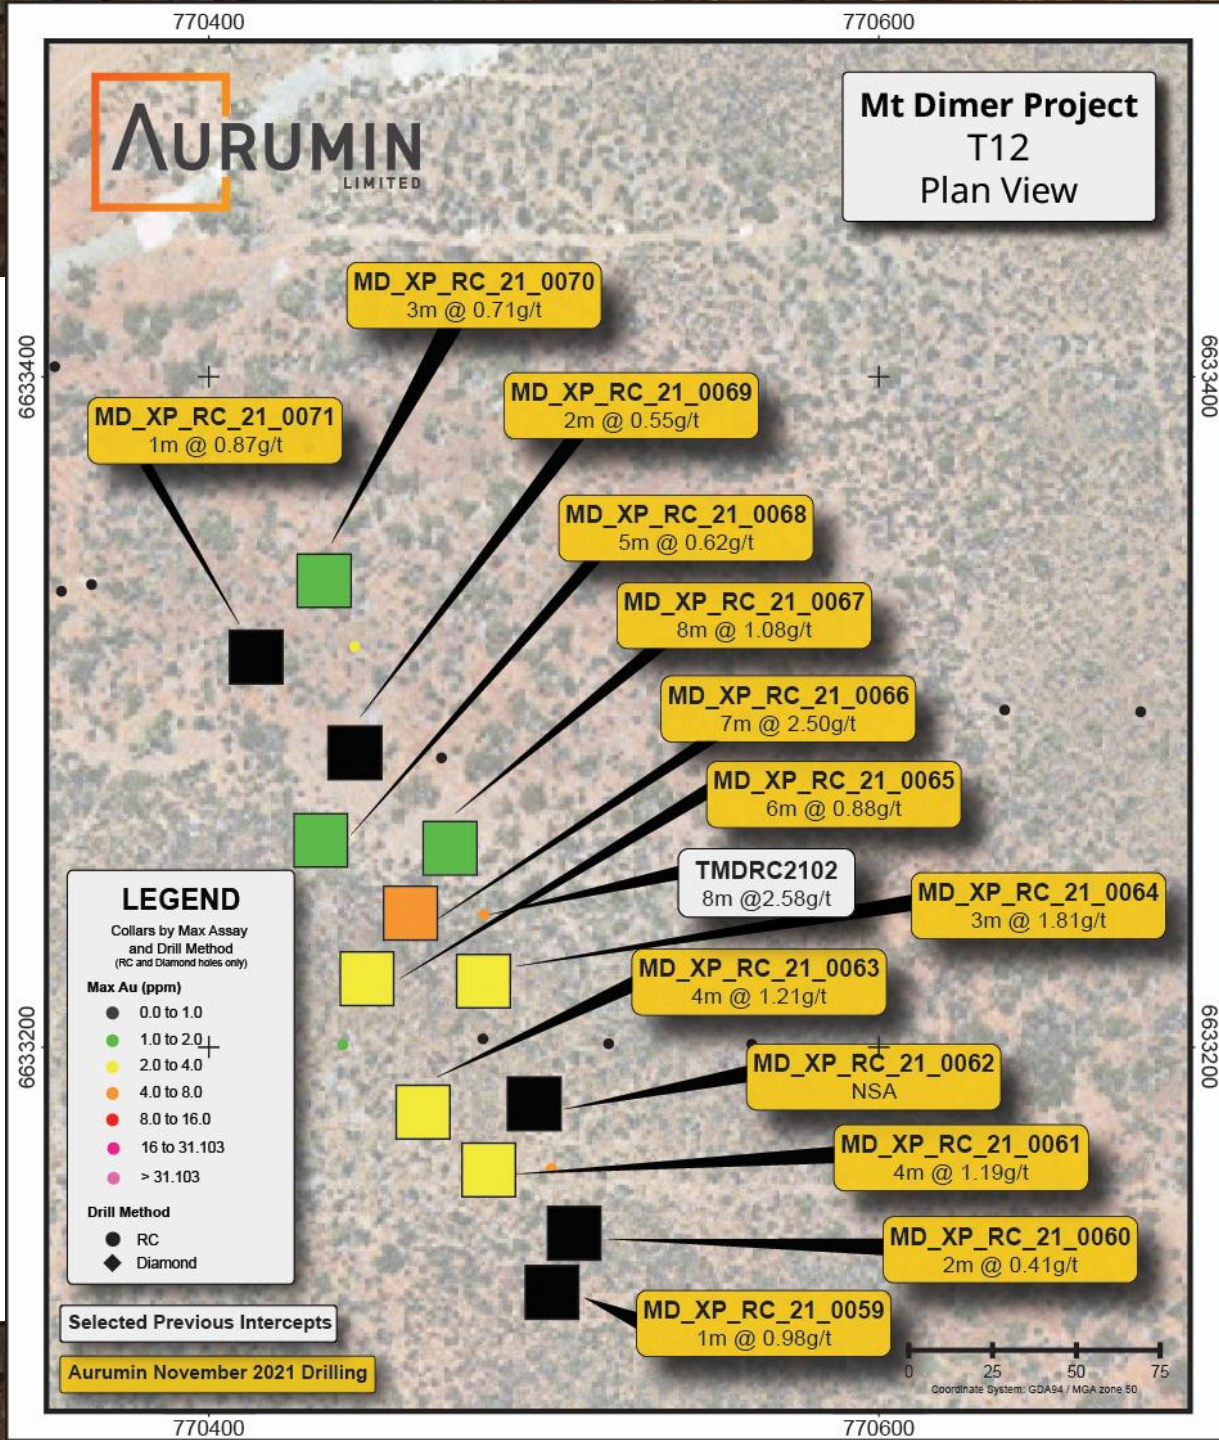 770400
770600
AURUMIN
LIMITED
Mt Dimer Project
T12
Plan View
MD_XP_RC_21_0070
3m @ 0.71g/t
6633400
6633400
MD_XP_RC_21_0069
2m @ 0.55g/t
MD_XP_RC_21_0071
1m @ 0.87g/t
MD_XP_RC_21_0068
5m @ 0.62g/t
MD_XP_RC_21_0067
8m @ 1.08g/t
MD_XP_RC_21_0066
7m @ 2.50g/t
MD_XP_RC_21_0065
6m @ 0.88g/t
TMDRC2102
8m @2.58g/t
MD_XP_RC_21_0064
3m @ 1.81g/t
MD_XP_RC_21_0063
4m @ 1.21g/t
6633200
6633200
MD_XP_RC_21_0062
NSA
MD_XP_RC_21_0061
4m @ 1.19g/t
MD_XP_RC_21_0060
2m @ 0.41g/t
MD_XP_RC_21_0059
1m @ 0.98g/t
LEGEND
Collars by Max Assay
and Drill Method
(RC and Diamond holes only)
Max Au (ppm)
0.0 to 1.0
1.0 to 2.0
2.0 to 4.0
4.0 to 8.0
8.0 to 16.0
16 to 31.103
> 31.103
Drill Method
RC
Diamond
Selected Previous Intercepts
Aurumin November 2021 Drilling
0 25 50 75
Coordinate System: GDA94 / MGA zone 50
770400
770600